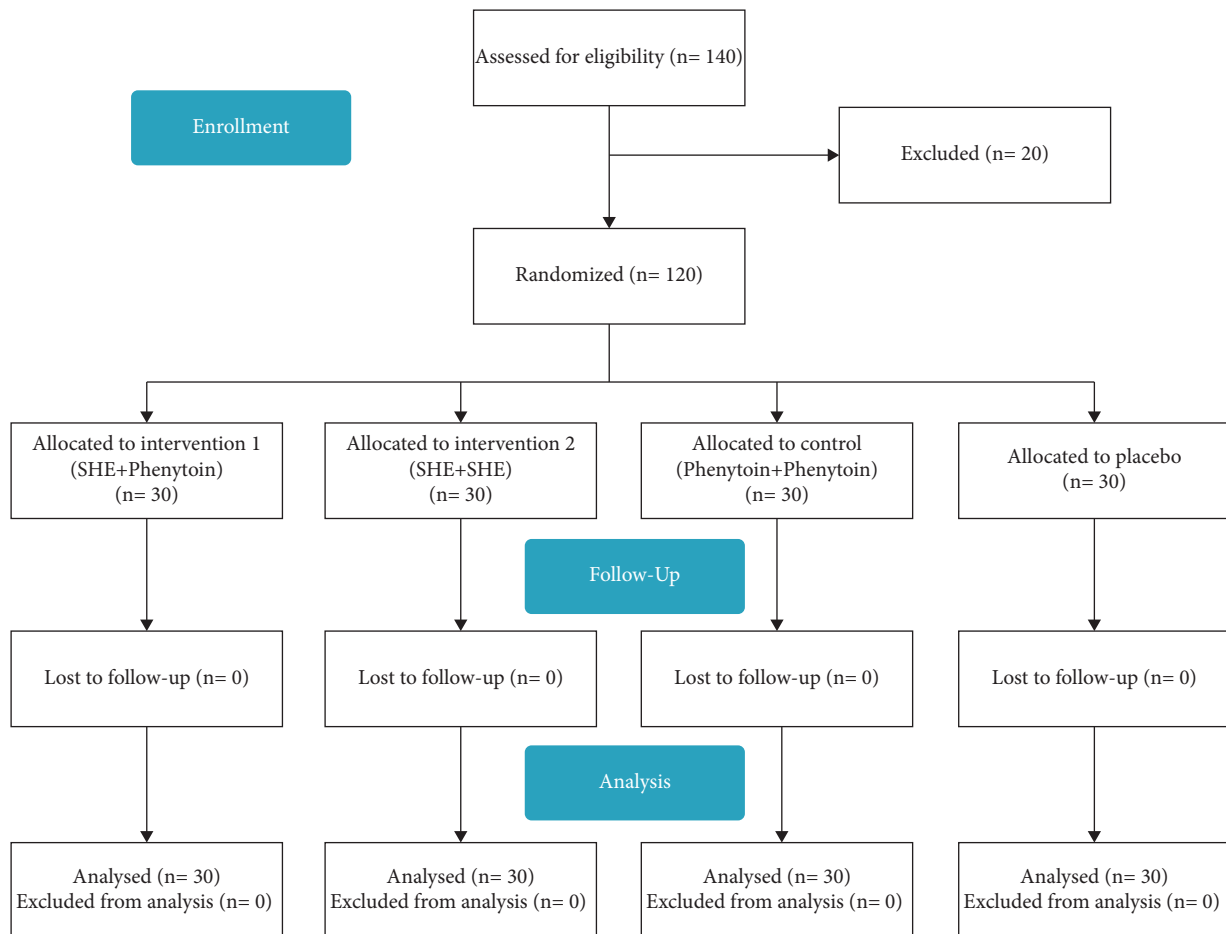 Assessed for eligibility (n= 140)
Enrollment
Excluded (n= 20)
Randomized (n= 120)
Allocated to intervention 1
(SHE+Phenytoin)
(n= 30)
Allocated to intervention 2
(SHE+SHE)
(n= 30)
Allocated to control
(Phenytoin+Phenytoin)
(n= 30)
Allocated to placebo
(n= 30)
Follow-Up
Lost to follow-up (n= 0)
Lost to follow-up (n= 0)
Lost to follow-up (n= 0)
Lost to follow-up (n= 0)
Analysis
Analysed (n= 30)
Excluded from analysis (n= 0)
Analysed (n= 30)
Excluded from analysis (n= 0)
Analysed (n= 30)
Excluded from analysis (n= 0)
Analysed (n= 30)
Excluded from analysis (n= 0)